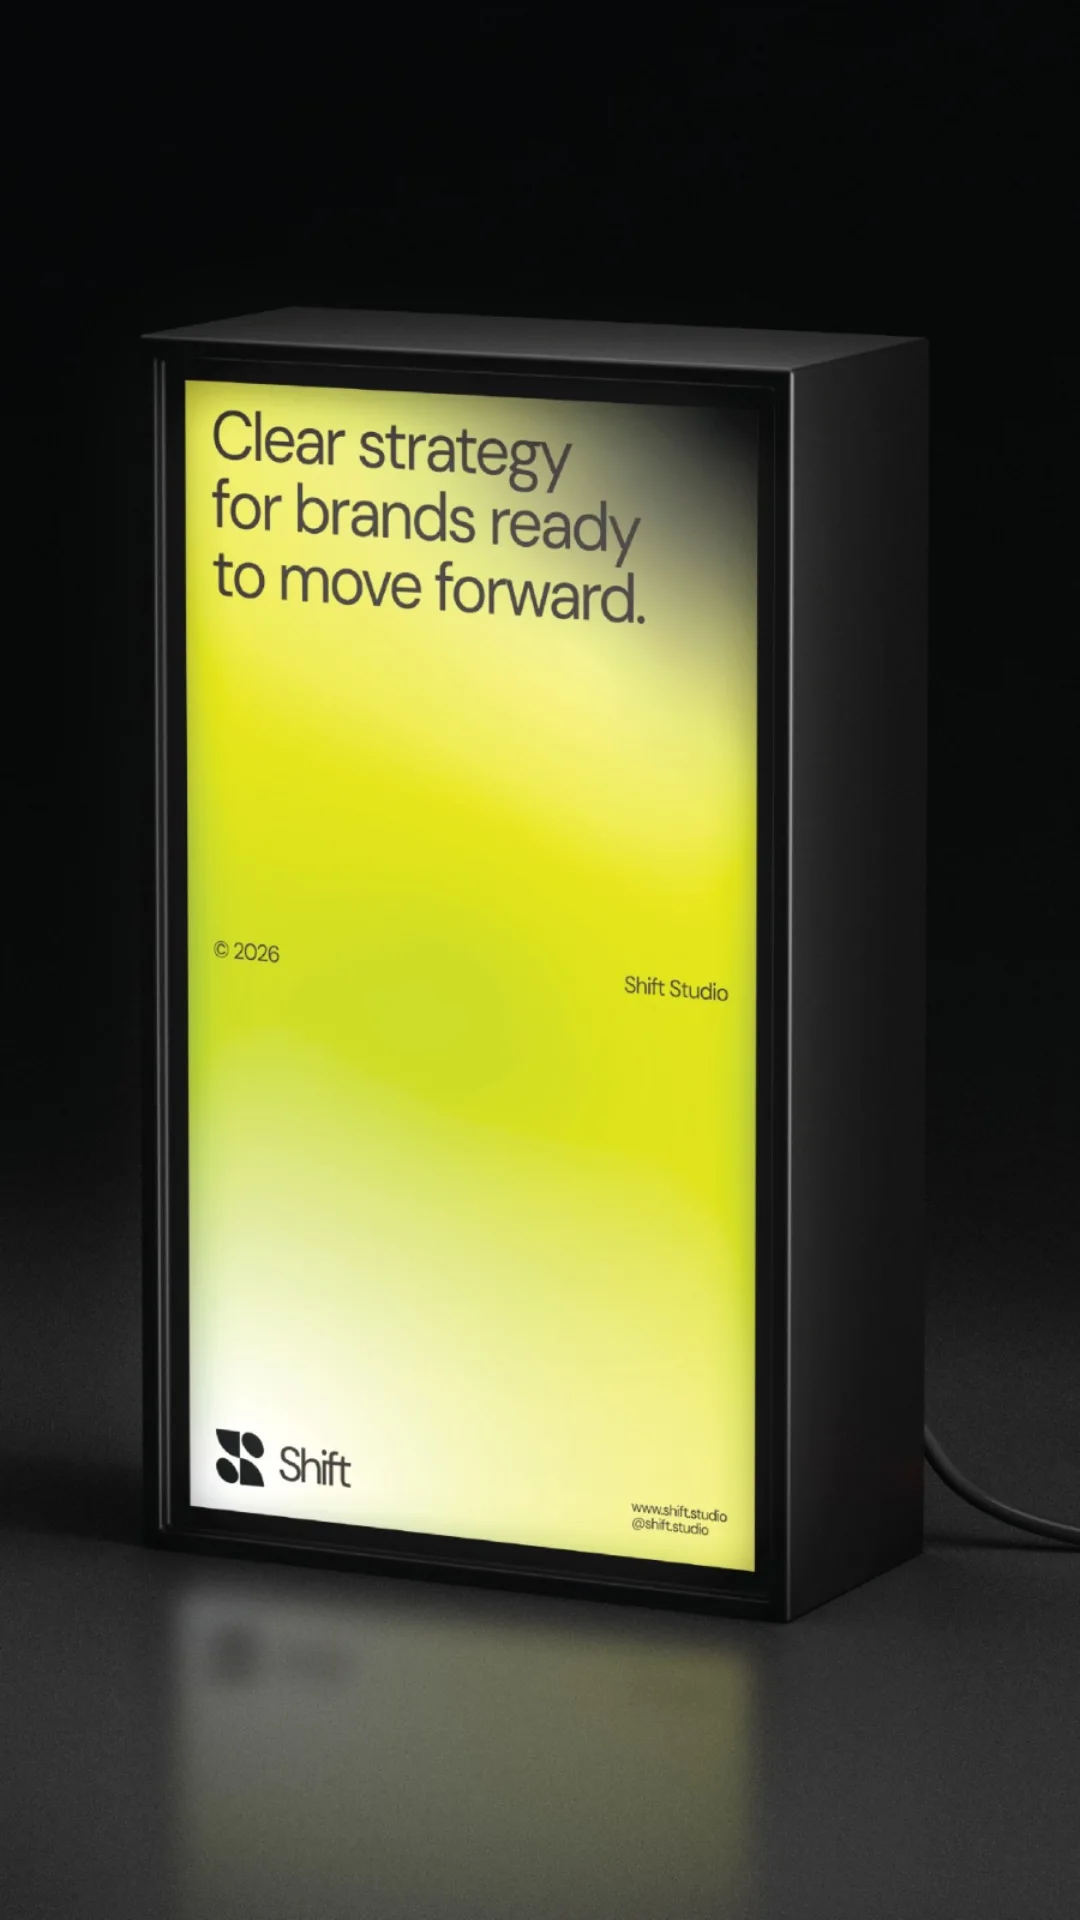 Clear strategy
for brands ready
to move forward.
© 2026
Shift Studio
Shift
www.shift.studio
@shift.studio